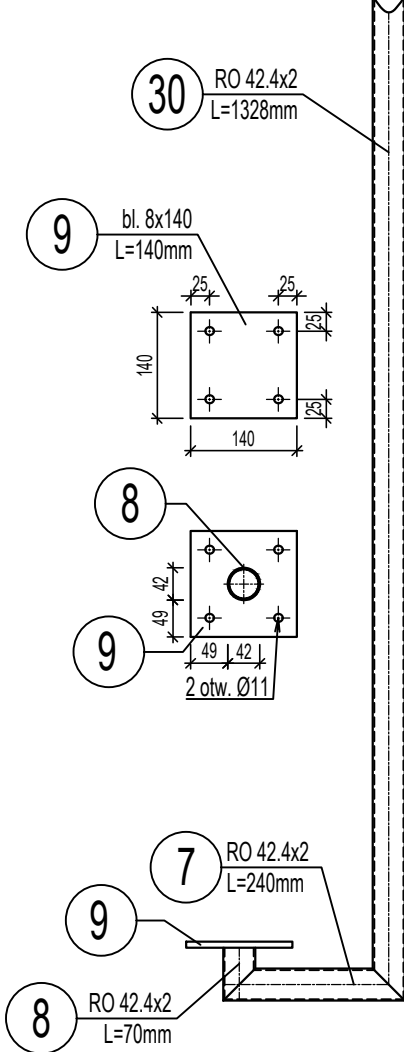 30
RO 42.4x2
L=1328mm
9
bl. 8x140
L=140mm
25
25
25
140
25
140
8
42
49
9
49
42
2 otw. Ø11
7
RO 42.4x2
L=240mm
9
8
RO 42.4x2
L=70mm